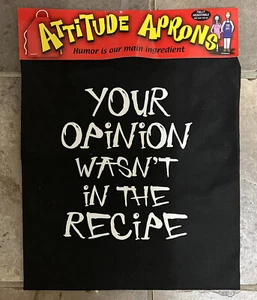 ATTITUDE APRONS
Humor is our main ingredient
YOUR
OPINION
WASN'T
IN THE
RECIPE